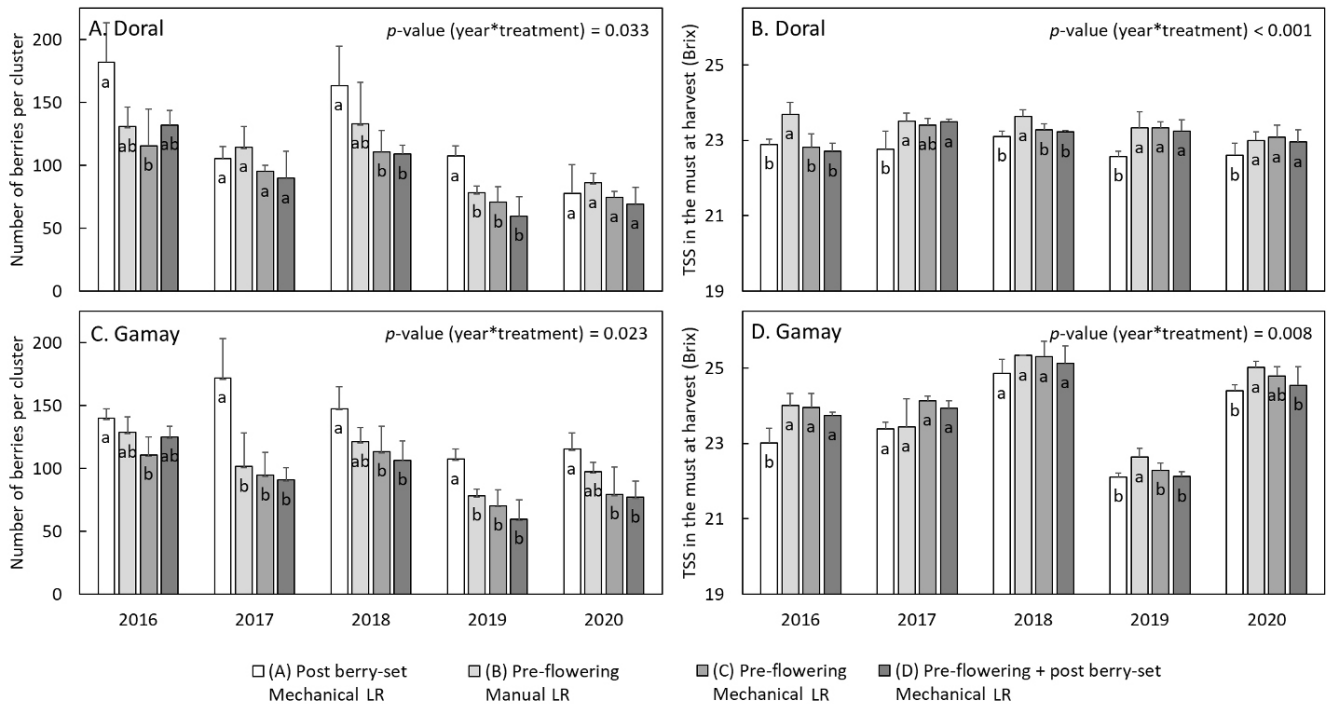 A. Doral
p-value (year*treatment) = 0.033
Number of berries per cluster
200
150
100
50
0
a
ab
b
ab
a
a
a
a
a
ab
b
b
a
b
b
b
a
a
a
a
B. Doral
p-value (year*treatment) < 0.001
TSS in the must at harvest (Brix)
25
23
21
19
b
a
b
b
b
a
ab
a
b
a
b
b
b
a
a
a
b
a
a
a
C. Gamay
p-value (year*treatment) = 0.023
Number of berries per cluster
200
150
100
50
0
a
ab
b
ab
a
b
b
b
a
ab
b
b
a
b
b
b
a
ab
b
b
2016
2017
2018
2019
2020
D. Gamay
p-value (year*treatment) = 0.008
TSS in the must at harvest (Brix)
25
23
21
19
b
a
a
a
a
a
a
a
a
a
a
a
b
a
b
b
b
a
ab
b
2016
2017
2018
2019
2020
(A) Post berry-set
Mechanical LR
(B) Pre-flowering
Manual LR
(C) Pre-flowering
Mechanical LR
(D) Pre-flowering + post berry-set
Mechanical LR